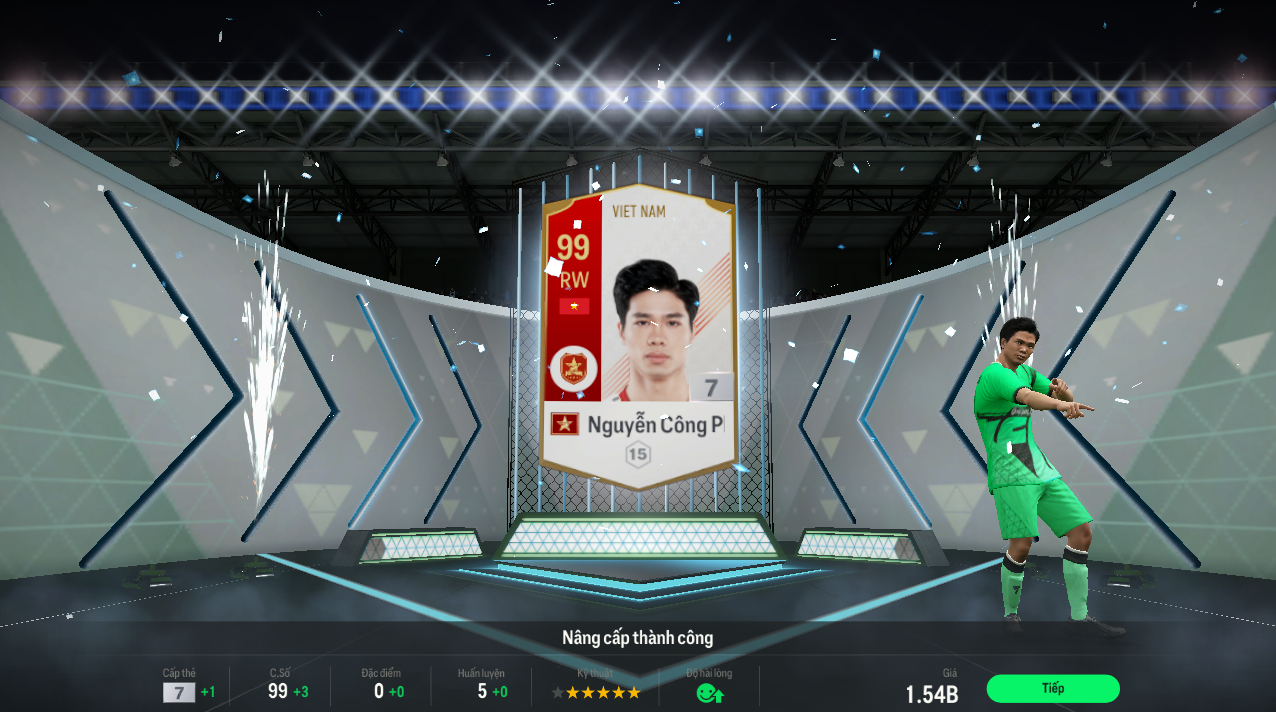 VIET NAM
99
RW
7
Nguyễn Công P
15
Nâng cấp thành công
Cấp thẻ
7 +1
C.Số
99 +3
Đặc điểm
0 +0
Huấn luyện
5 +0
Kỹ thuật
Độ hài lòng
Giá
1.54B
Tiếp